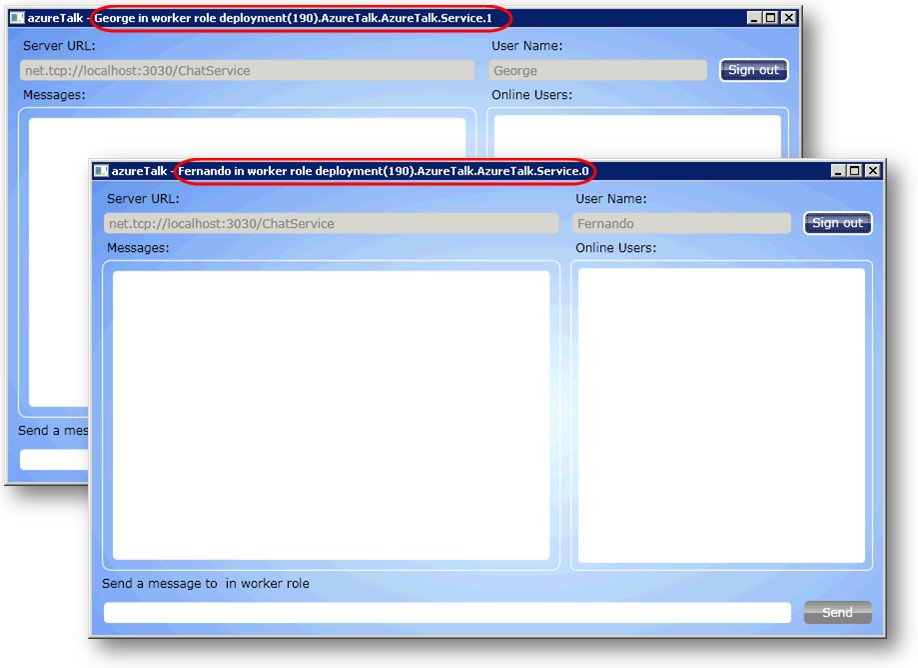 azureTalk - George in worker role deployment(190).AzureTalk.AzureTalk.Service.1
Server URL:
User Name:
net.tcp://localhost:3030/ChatService
George
Sign out
Messages:
Online Users:
Send a mes
azureTalk - Fernando in worker role deployment(190).AzureTalk.AzureTalk.Service.0
Server URL:
User Name:
net.tcp://localhost:3030/ChatService
Fernando
Sign out
Messages:
Online Users:
Send a message to  in worker role
Send